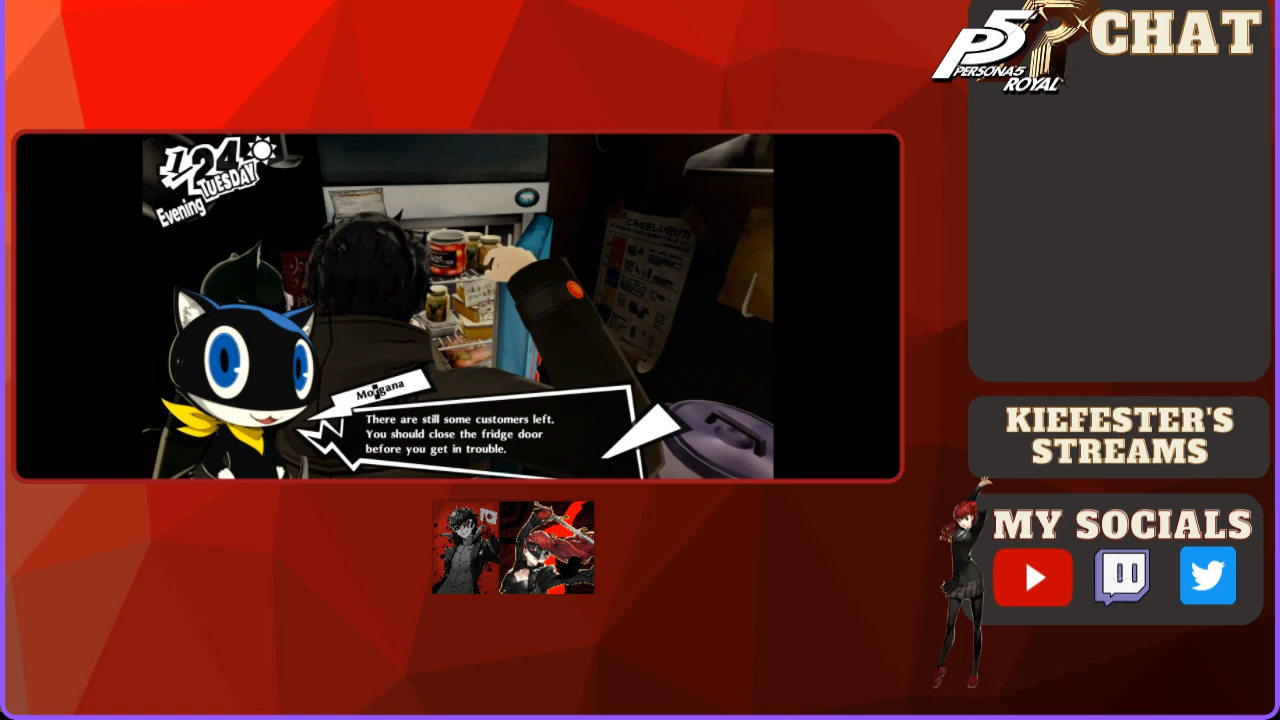 P5R
PERSONA5
ROYAL
CHAT
1/24
TUESDAY
Evening
Morgana
There are still some customers left.
You should close the fridge door
before you get in trouble.
KIEFESTER'S
STREAMS
MY SOCIALS